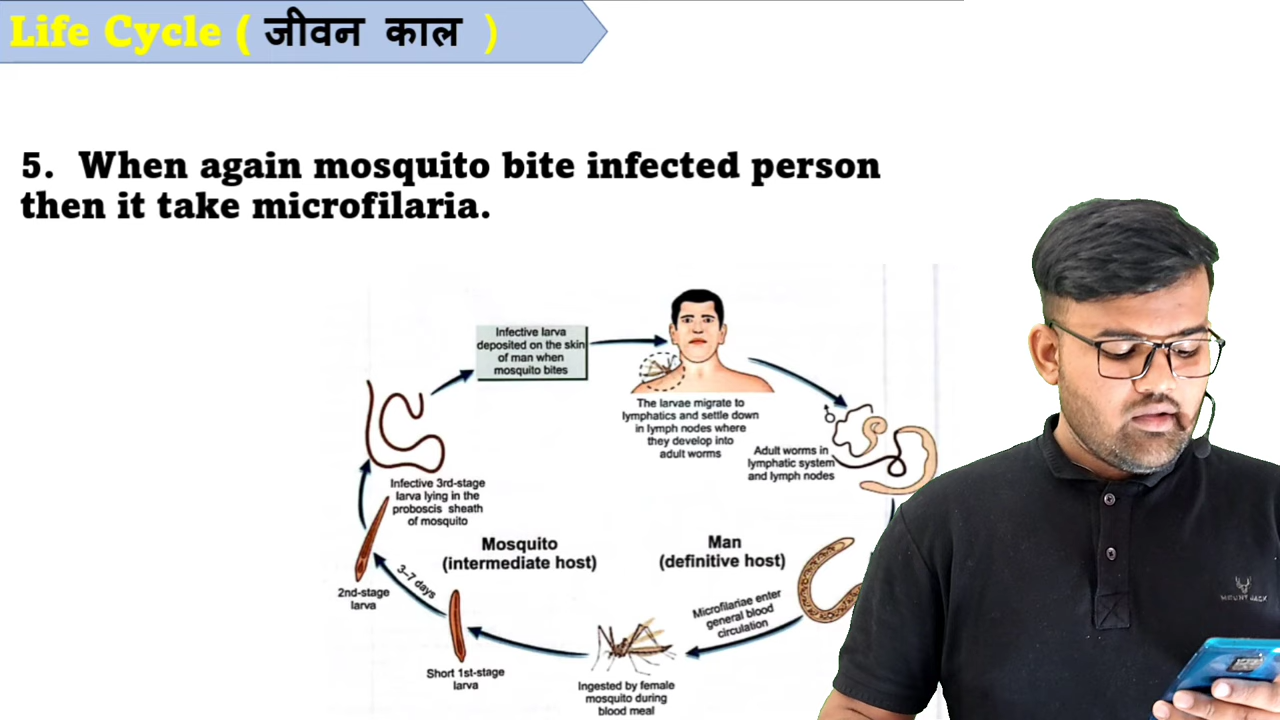 Life Cycle ( जीवन काल )
5. When again mosquito bite infected person
then it take microfilaria.
Infective larva
deposited on the skin
of man when
mosquito bites
The larvae migrate to
lymphatics and settle down
in lymph nodes where
they develop into
adult worms
Adult worms in
lymphatic system
and lymph nodes
Infective 3rd-stage
larva lying in the
proboscis sheath
of mosquito
Mosquito
(intermediate host)
Man
(definitive host)
3–7 days
2nd-stage
larva
Microfilariae enter
general blood
circulation
Short 1st-stage
larva
Ingested by female
mosquito during
blood meal
MOUNT JACK